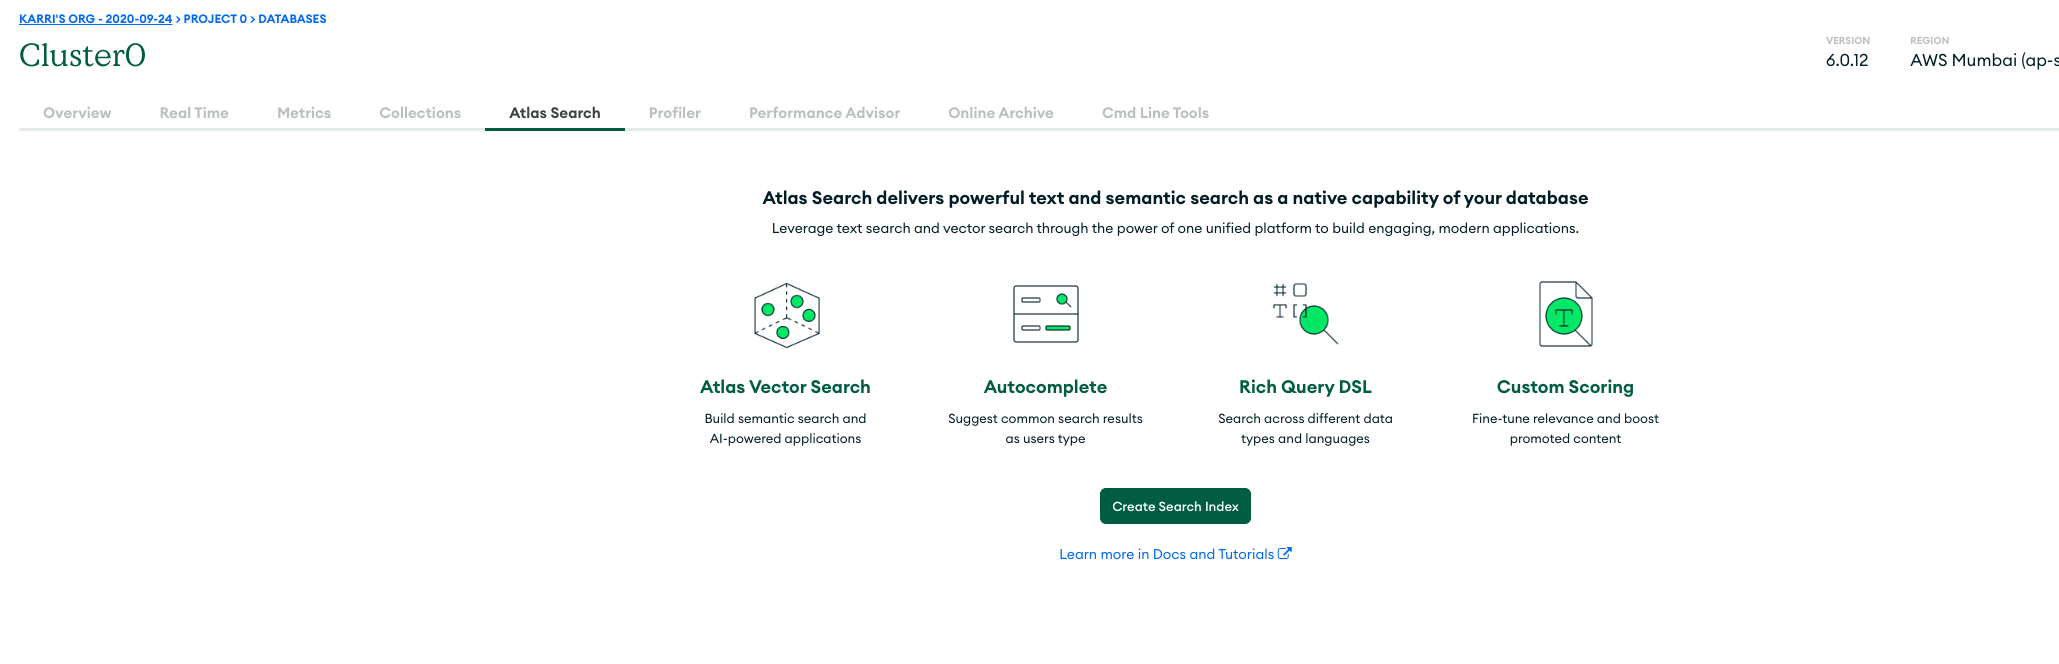 KARRI'S ORG - 2020-09-24 > PROJECT 0 > DATABASES
Cluster0
VERSION REGION
6.0.12 AWS Mumbai (ap-s
Overview Real Time Metrics Collections Atlas Search Profiler Performance Advisor Online Archive Cmd Line Tools
Atlas Search delivers powerful text and semantic search as a native capability of your database
Leverage text search and vector search through the power of one unified platform to build engaging, modern applications.
Atlas Vector Search
Build semantic search and
AI-powered applications
Autocomplete
Suggest common search results
as users type
Rich Query DSL
Search across different data
types and languages
Custom Scoring
Fine-tune relevance and boost
promoted content
Create Search Index
Learn more in Docs and Tutorials